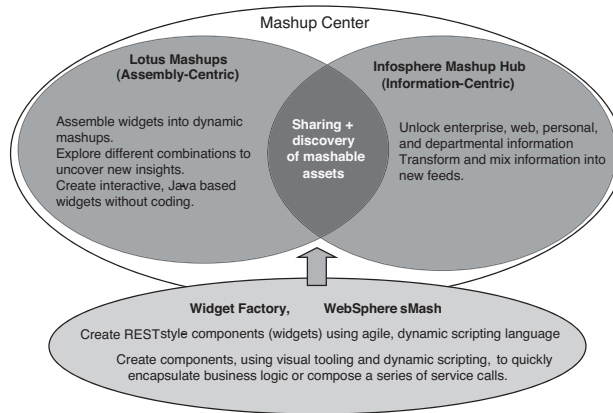 Mashup Center
Lotus Mashups
(Assembly-Centric)
Assemble widgets into dynamic
mashups.
Explore different combinations to
uncover new insights.
Create interactive, Java based
widgets without coding.
Sharing +
discovery
of mashable
assets
Infosphere Mashup Hub
(Information-Centric)
Unlock enterprise, web, personal,
and departmental information
Transform and mix information into
new feeds.
Widget Factory, WebSphere sMash
Create REST style components (widgets) using agile, dynamic scripting language
Create components, using visual tooling and dynamic scripting, to quickly
encapsulate business logic or compose a series of service calls.